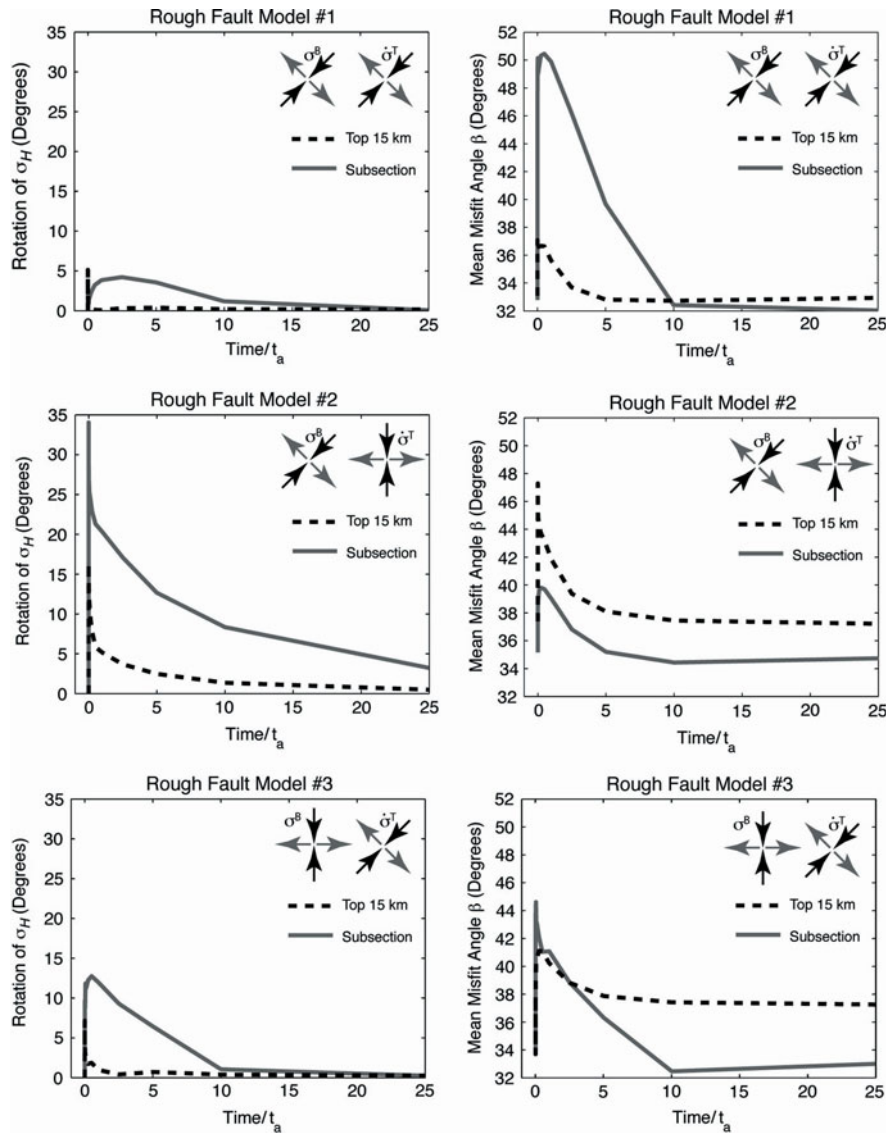 Rough Fault Model #1
Rotation of σH (Degrees)
35
30
25
20
15
10
5
0
σB
σ̇T
Top 15 km
Subsection
0 5 10 15 20 25
Time/ta
Rough Fault Model #1
Mean Misfit Angle β (Degrees)
52
50
48
46
44
42
40
38
36
34
32
σB
σ̇T
Top 15 km
Subsection
0 5 10 15 20 25
Time/ta
Rough Fault Model #2
Rotation of σH (Degrees)
35
30
25
20
15
10
5
0
σB
σ̇T
Top 15 km
Subsection
0 5 10 15 20 25
Time/ta
Rough Fault Model #2
Mean Misfit Angle β (Degrees)
52
50
48
46
44
42
40
38
36
34
32
σB
σ̇T
Top 15 km
Subsection
0 5 10 15 20 25
Time/ta
Rough Fault Model #3
Rotation of σH (Degrees)
35
30
25
20
15
10
5
0
σB
σ̇T
Top 15 km
Subsection
0 5 10 15 20 25
Time/ta
Rough Fault Model #3
Mean Misfit Angle β (Degrees)
52
50
48
46
44
42
40
38
36
34
32
σB
σ̇T
Top 15 km
Subsection
0 5 10 15 20 25
Time/ta